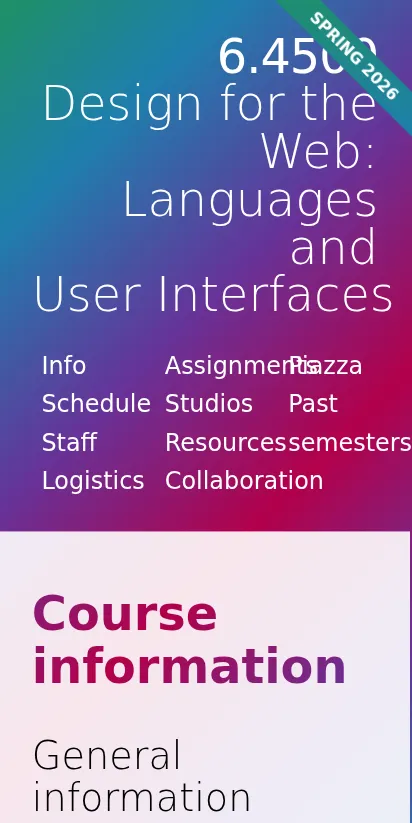 SPRING 2026
6.4500
Design for the
Web:
Languages
and
User Interfaces
Info
Schedule
Staff
Logistics
Assignments
Studios
Resources
Collaboration
Piazza
Past
semesters
Course
information
General
information